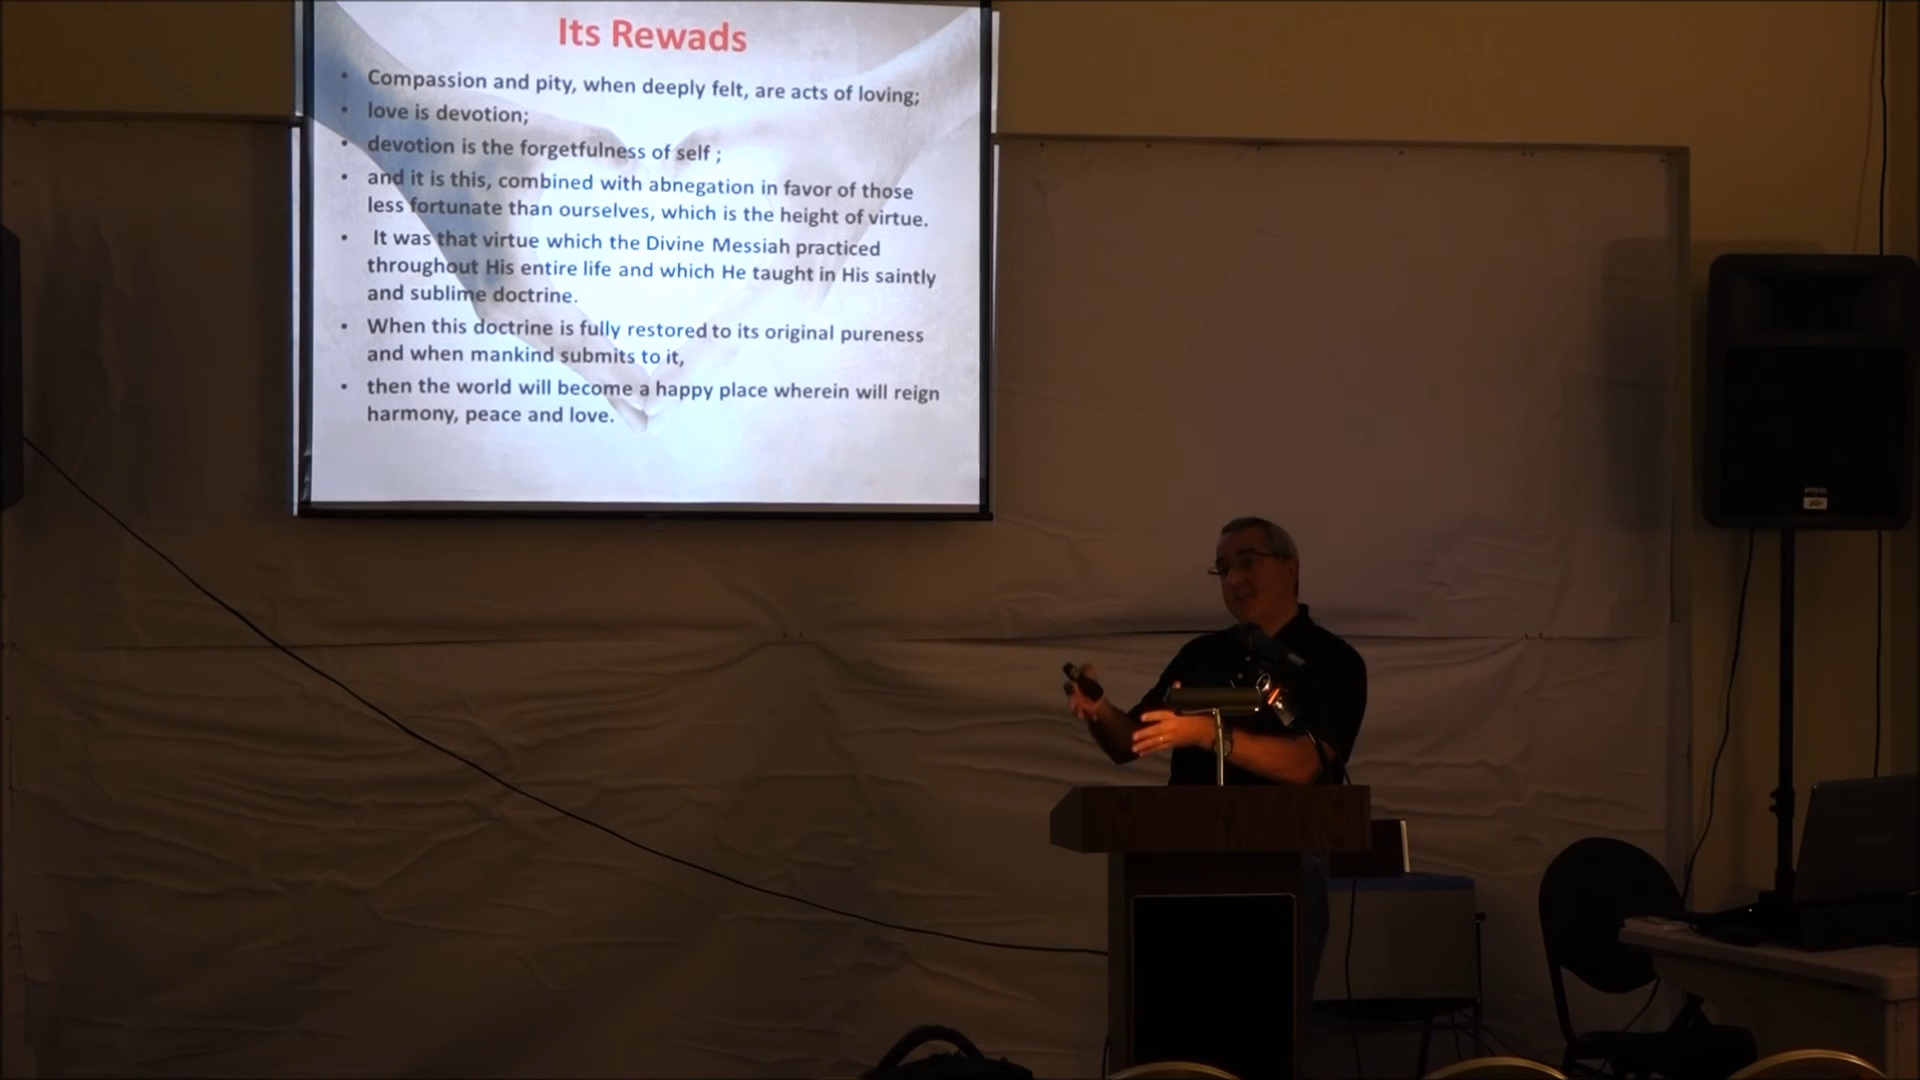 Its Rewads
• Compassion and pity, when deeply felt, are acts of loving;
• love is devotion;
• devotion is the forgetfulness of self ;
• and it is this, combined with abnegation in favor of those
less fortunate than ourselves, which is the height of virtue.
• It was that virtue which the Divine Messiah practiced
throughout His entire life and which He taught in His saintly
and sublime doctrine.
• When this doctrine is fully restored to its original pureness
and when mankind submits to it,
• then the world will become a happy place wherein will reign
harmony, peace and love.